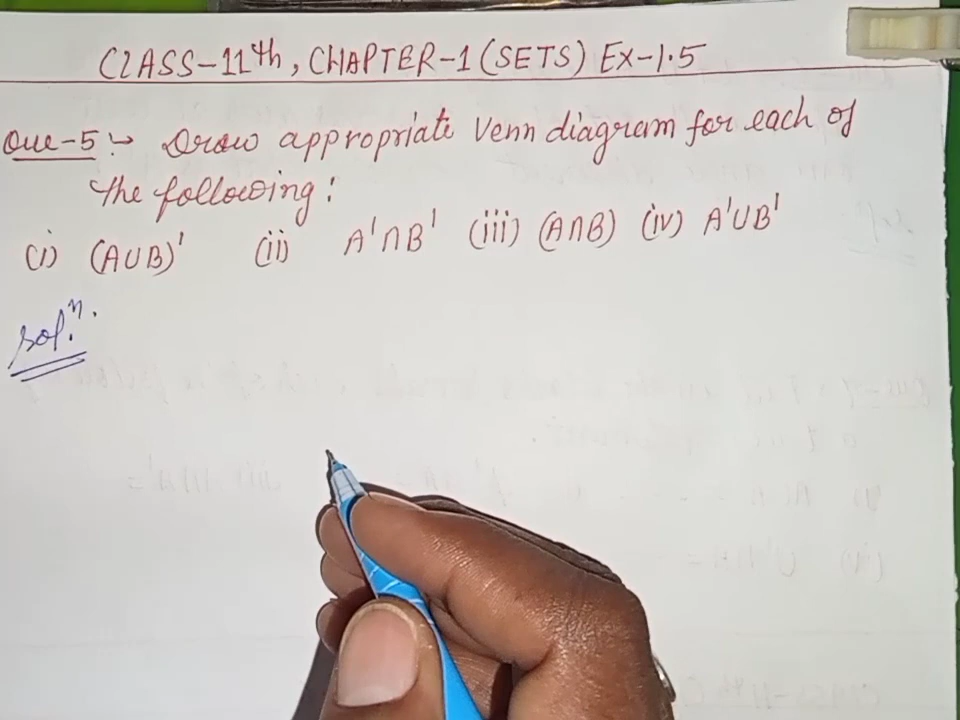 CLASS-11th, CHAPTER-1 (SETS) Ex-1.5
Que-5:→ Draw appropriate Venn diagram for each of
the following:
(i) (A∪B)' (ii) A'∩B' (iii) (A∩B) (iv) A'∪B'
Sol.ⁿ.